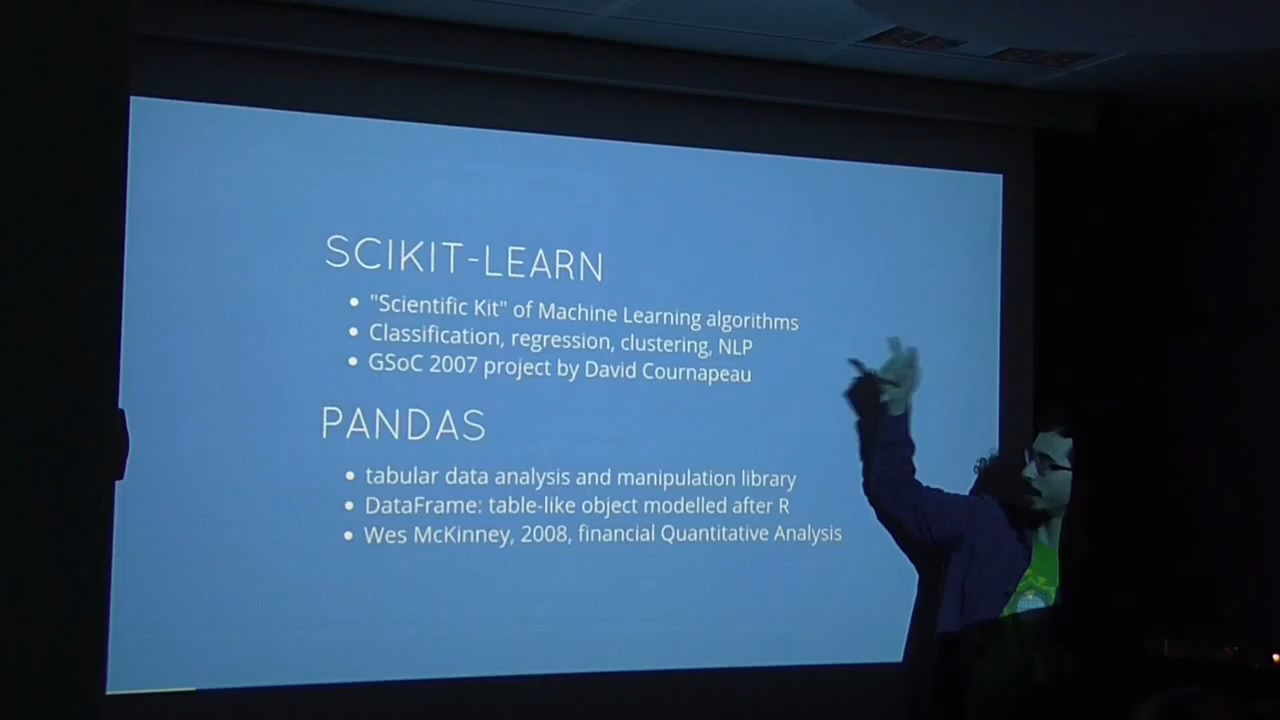 SCIKIT-LEARN
"Scientific Kit" of Machine Learning algorithms
Classification, regression, clustering, NLP
GSoC 2007 project by David Cournapeau
PANDAS
tabular data analysis and manipulation library
DataFrame: table-like object modelled after R
Wes McKinney, 2008, financial Quantitative Analysis